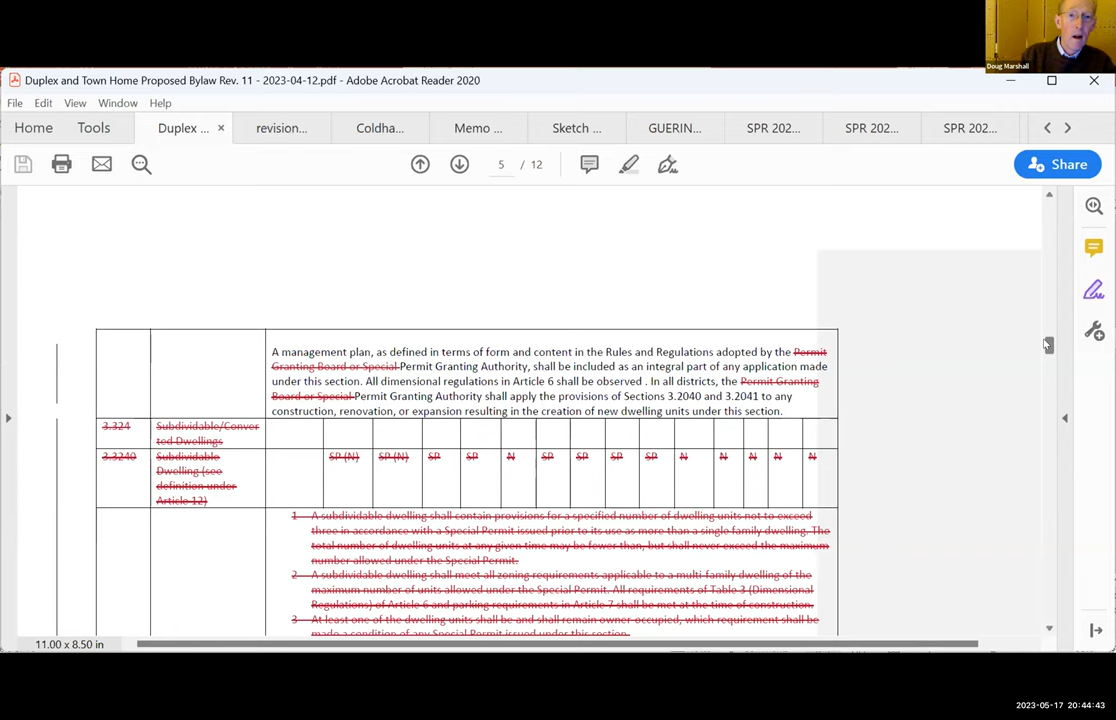 Doug Marshall
Duplex and Town Home Proposed Bylaw Rev. 11 - 2023-04-12.pdf - Adobe Acrobat Reader 2020
File Edit View Window Help
Home Tools Duplex ... × revision... Coldha... Memo ... Sketch ... GUERIN... SPR 202... SPR 202... SPR 202...
5 / 12
Share
A management plan, as defined in terms of form and content in the Rules and Regulations adopted by the Permit
Granting Board or Special Permit Granting Authority, shall be included as an integral part of any application made
under this section. All dimensional regulations in Article 6 shall be observed . In all districts, the Permit Granting
Board or Special Permit Granting Authority shall apply the provisions of Sections 3.2040 and 3.2041 to any
construction, renovation, or expansion resulting in the creation of new dwelling units under this section.
3.324 Subdividable/Conver
ted Dwellings
3.3240 Subdividable SP (N) SP (N) SP SP N SP SP SP SP N N N N N
Dwelling (see
definition under
Article 12)
1 A subdividable dwelling shall contain provisions for a specified number of dwelling units not to exceed
three in accordance with a Special Permit issued prior to its use as more than a single family dwelling. The
total number of dwelling units at any given time may be fewer than, but shall never exceed the maximum
number allowed under the Special Permit.
2 A subdividable dwelling shall meet all zoning requirements applicable to a multi-family dwelling of the
maximum number of units allowed under the Special Permit. All requirements of Table 3 (Dimensional
Regulations) of Article 6 and parking requirements in Article 7 shall be met at the time of construction.
3 At least one of the dwelling units shall be and shall remain owner-occupied, which requirement shall be
made a condition of any Special Permit issued under this section.
11.00 x 8.50 in
2023-05-17 20:44:43